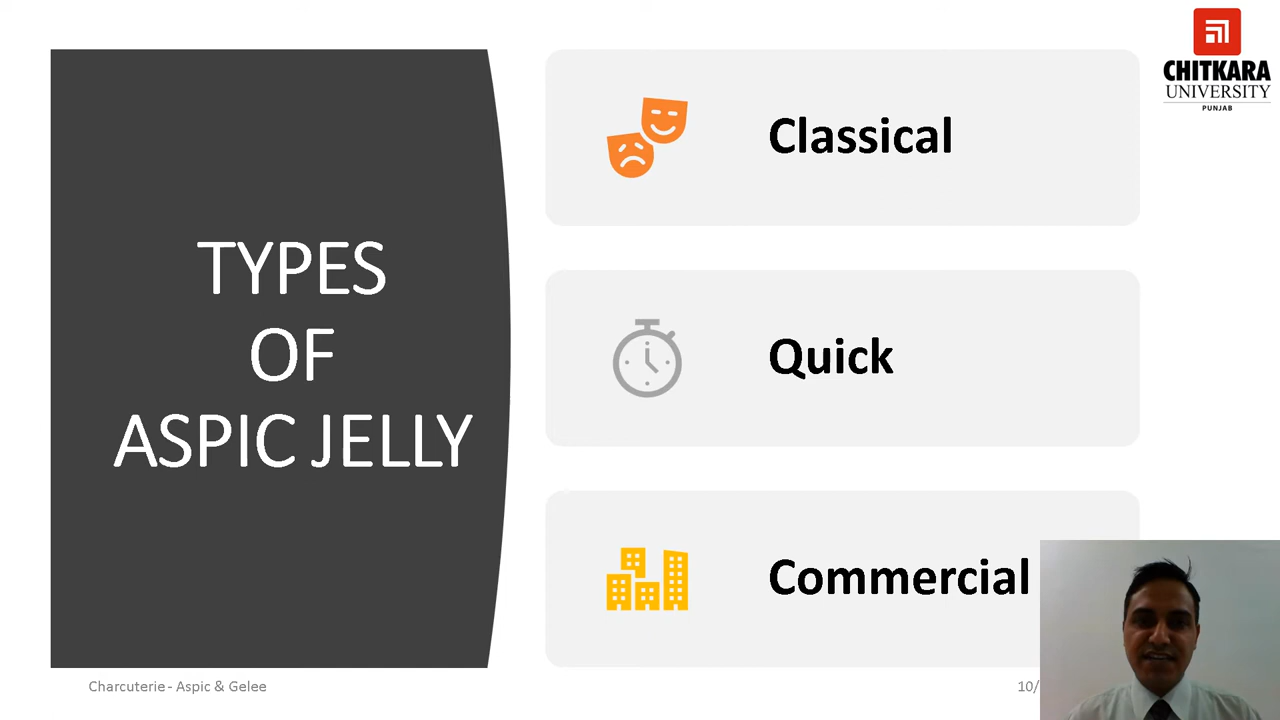 TYPES
OF
ASPIC JELLY
Classical
Quick
Commercial
CHITKARA
UNIVERSITY
PUNJAB
Charcuterie - Aspic & Gelee
10/